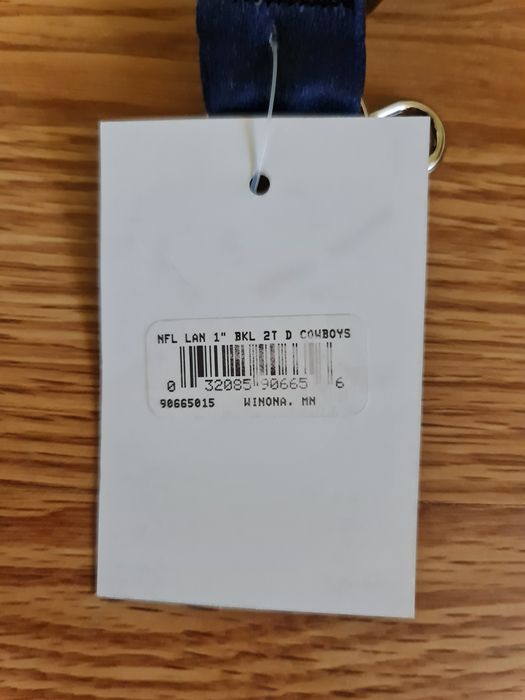 NFL LAN 1" BKL 2T D COWBOYS
0 32085 90665 6
90665015 WINONA, MN